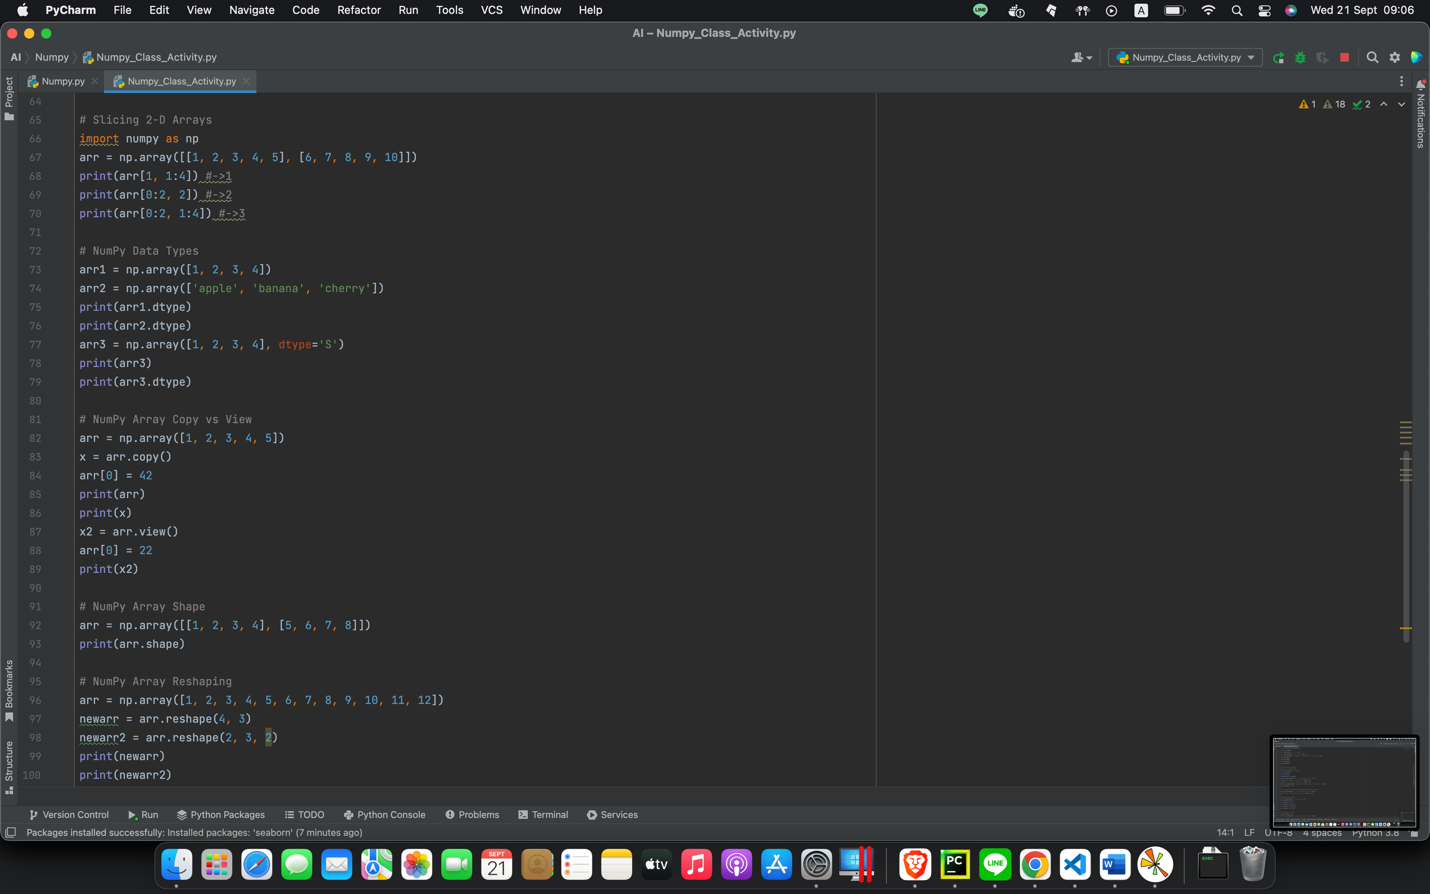 PyCharm File Edit View Navigate Code Refactor Run Tools VCS Window Help LINE A Wed 21 Sept 09:06
AI – Numpy_Class_Activity.py
AI Numpy Numpy_Class_Activity.py Numpy_Class_Activity.py
Numpy.py Numpy_Class_Activity.py
Project
Notifications
1 18 2
64
65 # Slicing 2-D Arrays
66 import numpy as np
67 arr = np.array([[1, 2, 3, 4, 5], [6, 7, 8, 9, 10]])
68 print(arr[1, 1:4]) #->1
69 print(arr[0:2, 2]) #->2
70 print(arr[0:2, 1:4]) #->3
71
72 # NumPy Data Types
73 arr1 = np.array([1, 2, 3, 4])
74 arr2 = np.array(['apple', 'banana', 'cherry'])
75 print(arr1.dtype)
76 print(arr2.dtype)
77 arr3 = np.array([1, 2, 3, 4], dtype='S')
78 print(arr3)
79 print(arr3.dtype)
80
81 # NumPy Array Copy vs View
82 arr = np.array([1, 2, 3, 4, 5])
83 x = arr.copy()
84 arr[0] = 42
85 print(arr)
86 print(x)
87 x2 = arr.view()
88 arr[0] = 22
89 print(x2)
90
91 # NumPy Array Shape
92 arr = np.array([[1, 2, 3, 4], [5, 6, 7, 8]])
93 print(arr.shape)
94
95 # NumPy Array Reshaping
96 arr = np.array([1, 2, 3, 4, 5, 6, 7, 8, 9, 10, 11, 12])
97 newarr = arr.reshape(4, 3)
98 newarr2 = arr.reshape(2, 3, 2)
99 print(newarr)
100 print(newarr2)
Bookmarks
Structure
Version Control Run Python Packages TODO Python Console Problems Terminal Services
Packages installed successfully: Installed packages: 'seaborn' (7 minutes ago) 14:1 LF UTF-8 4 spaces Python 3.8
SEPT
21
tv
PC
LINE
W